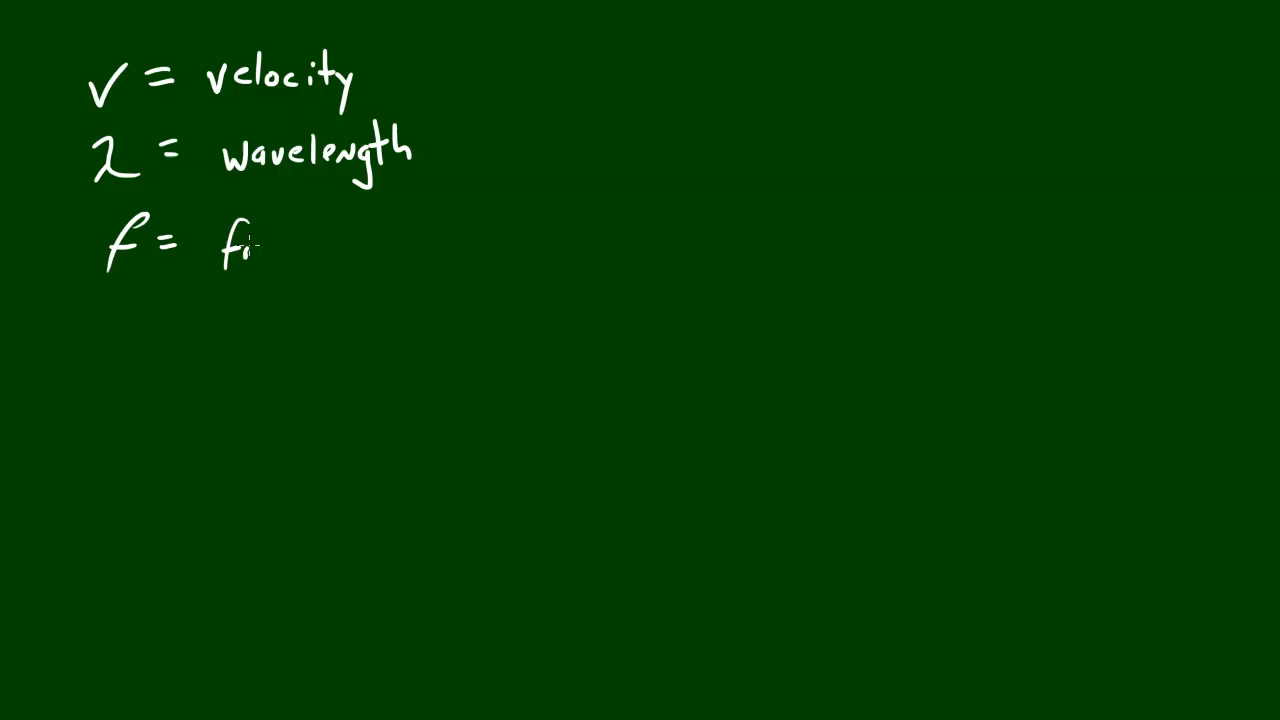 v = velocity
λ = wavelength
f = f